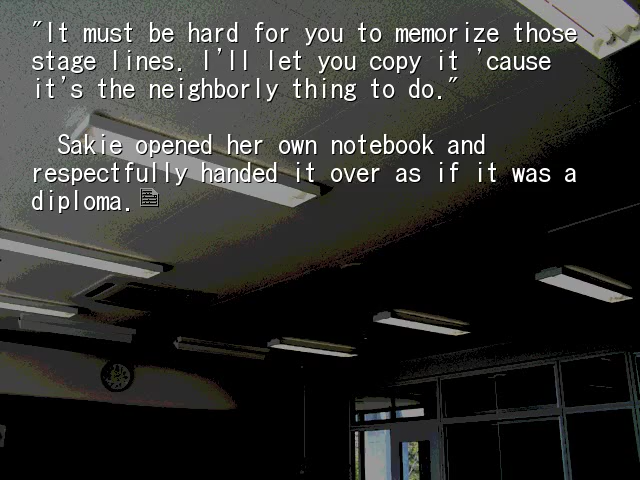 "It must be hard for you to memorize those
stage lines. I'll let you copy it 'cause
it's the neighborly thing to do."
Sakie opened her own notebook and
respectfully handed it over as if it was a
diploma.